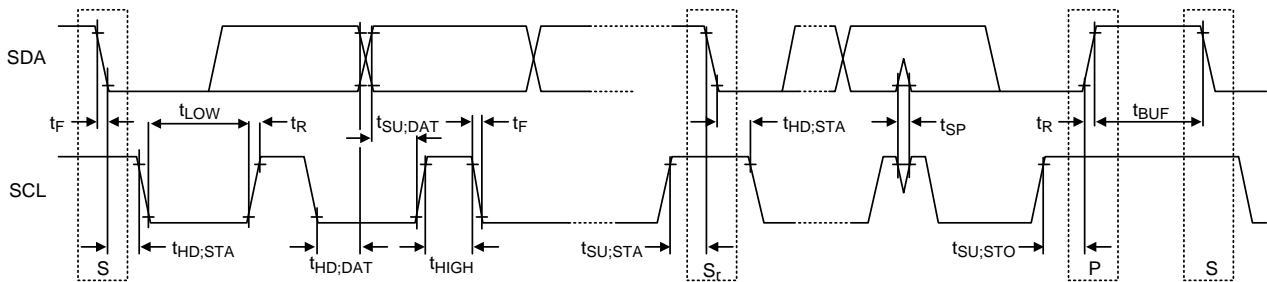 SDA
tLOW
tBUF
tF
tR
tSU;DAT
tF
tHD;STA
tSP
tR
SCL
tHD;STA
tHD;DAT
tHIGH
tSU;STA
tSU;STO
S
Sr
P
S